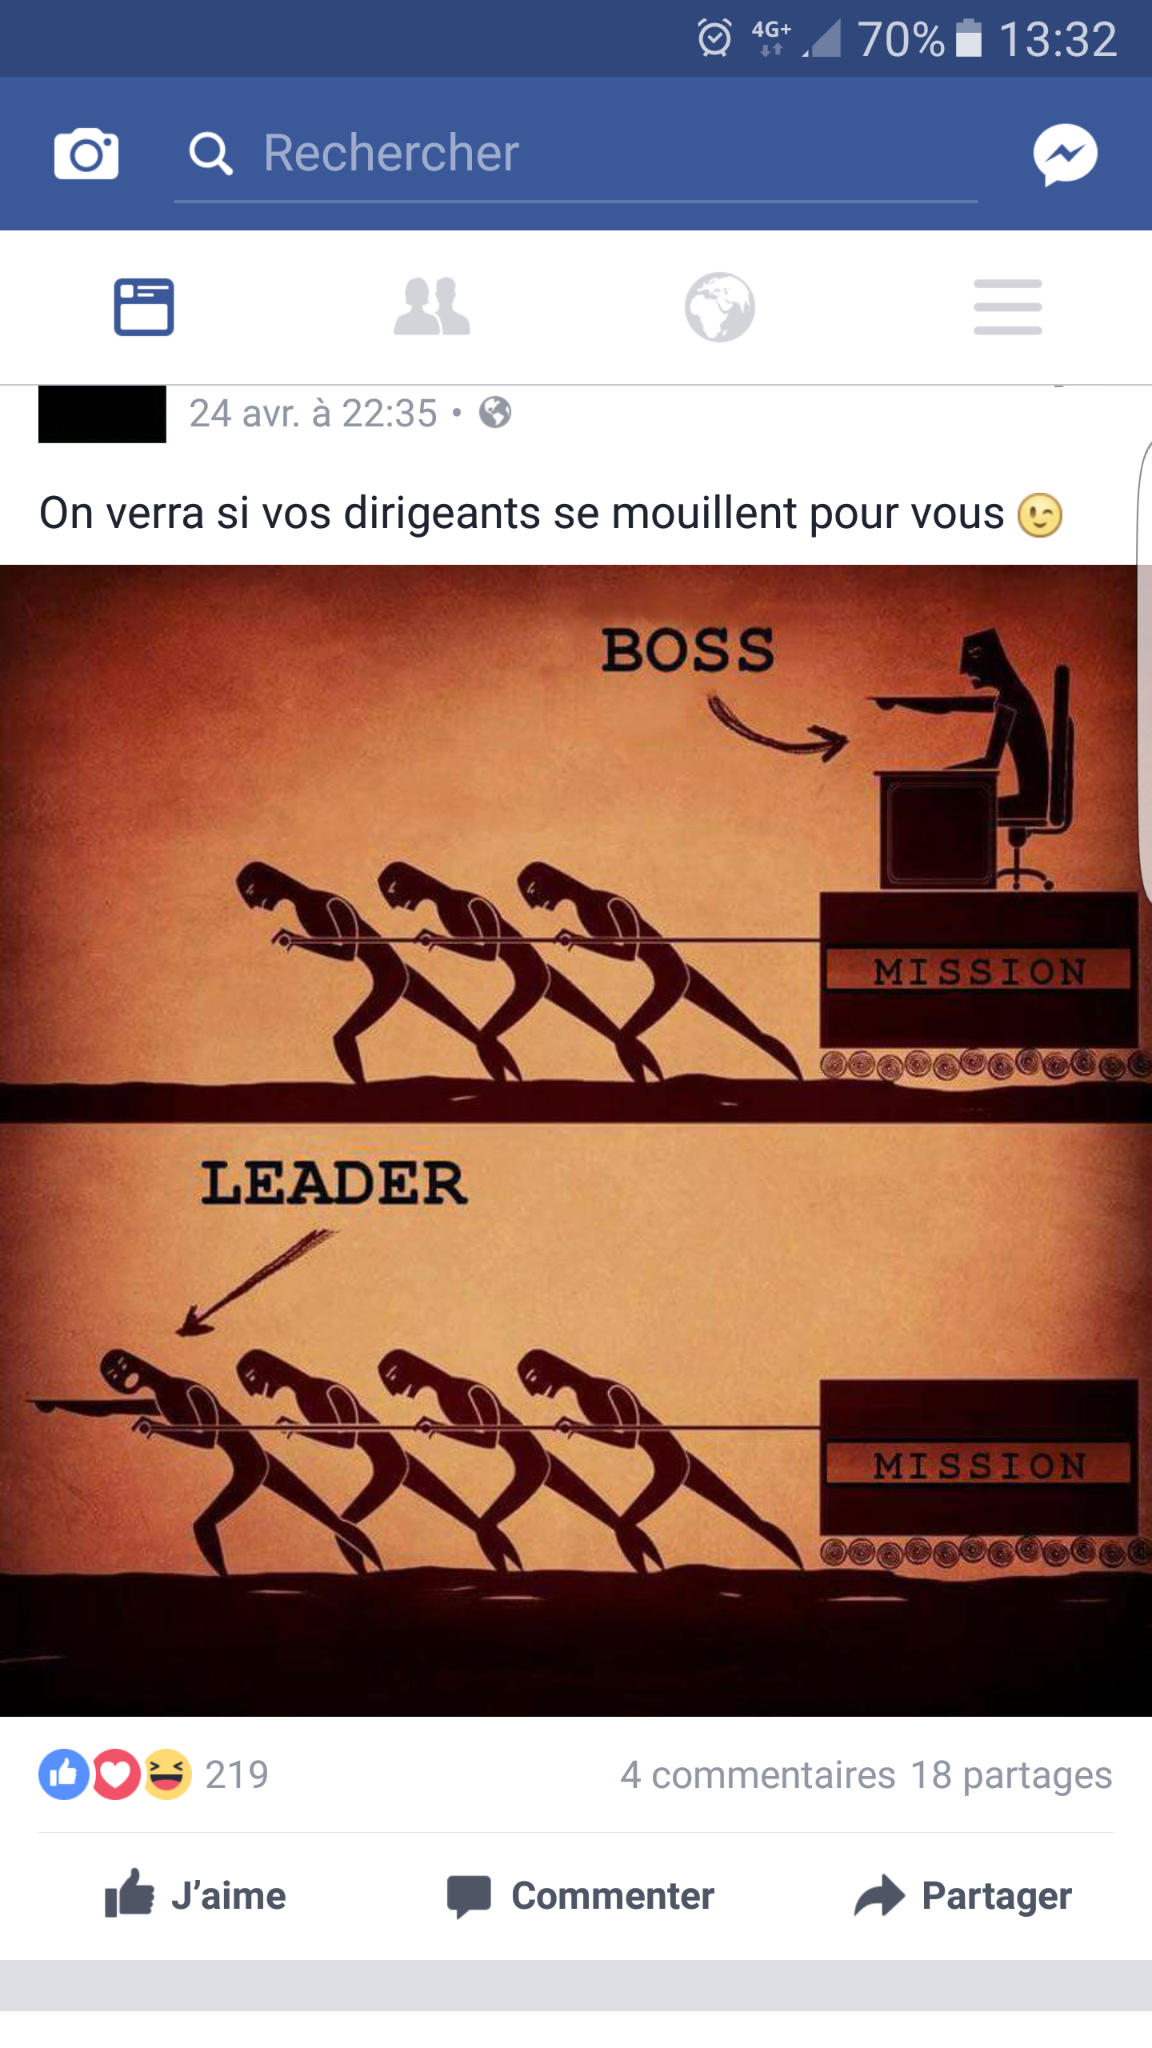 4G+ 70% 13:32
Rechercher
24 avr. à 22:35 •
On verra si vos dirigeants se mouillent pour vous 😉
BOSS
MISSION
LEADER
MISSION
219 4 commentaires 18 partages
J’aime Commenter Partager